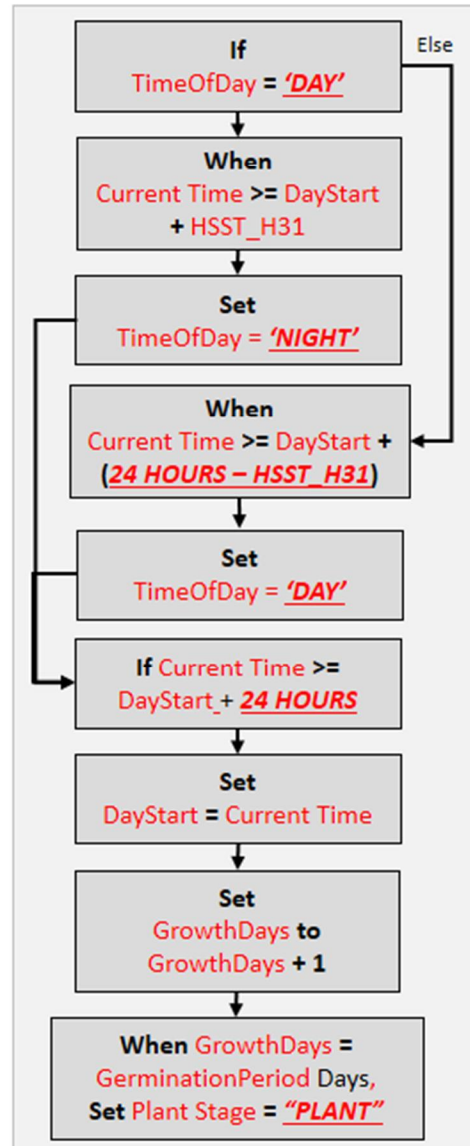 If
TimeOfDay = ‘DAY’
Else
When
Current Time >= DayStart
+ HSST_H31
Set
TimeOfDay = ‘NIGHT’
When
Current Time >= DayStart +
(24 HOURS – HSST_H31)
Set
TimeOfDay = ‘DAY’
If Current Time >=
DayStart + 24 HOURS
Set
DayStart = Current Time
Set
GrowthDays to
GrowthDays + 1
When GrowthDays =
GerminationPeriod Days,
Set Plant Stage = “PLANT”